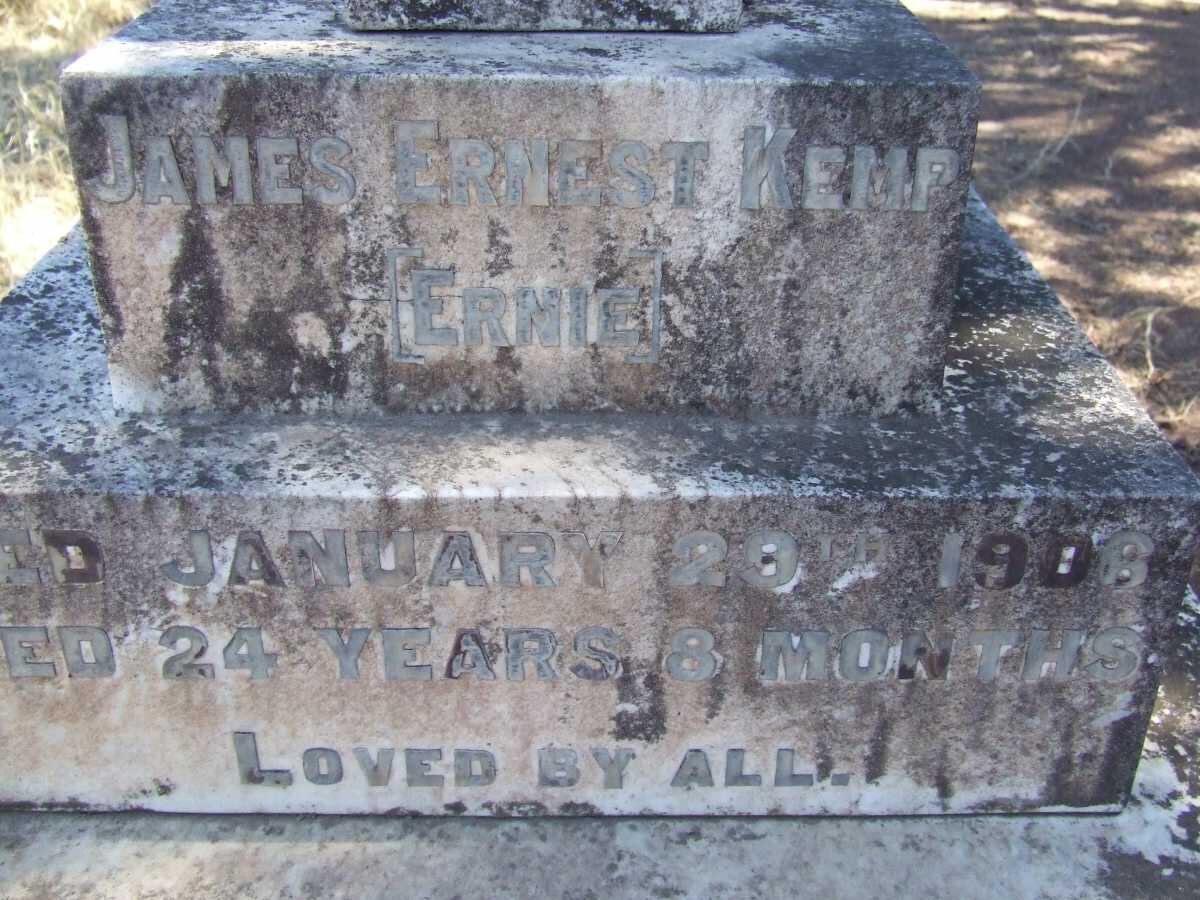 James Ernest Kemp
[Ernie]
ED January 29th 1908
ED 24 Years 8 Months
Loved by all.